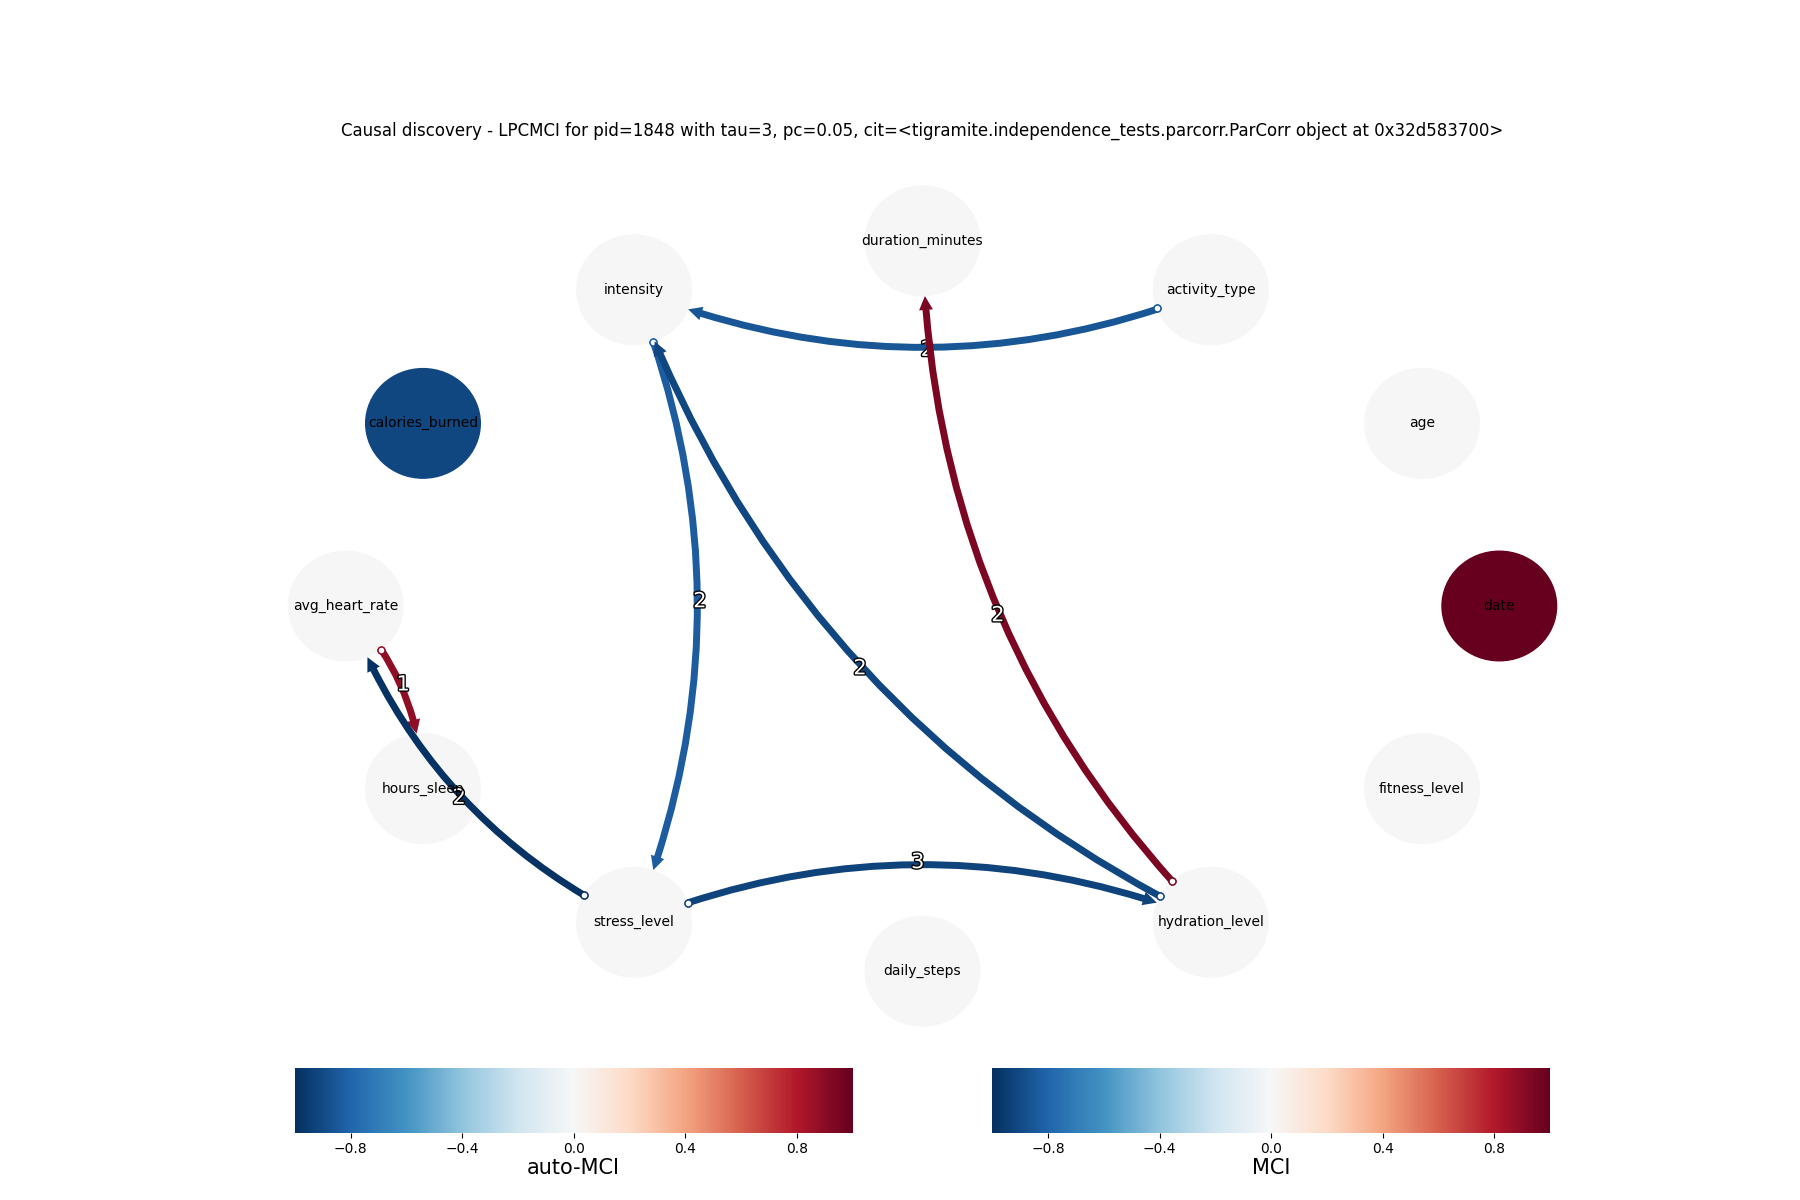 Causal discovery - LPCMCI for pid=1848 with tau=3, pc=0.05, cit=<tigramite.independence_tests.parcorr.ParCorr object at 0x32d583700>
duration_minutes
intensity
activity_type
2
calories_burned
age
2
avg_heart_rate
date
2
2
1
hours_sleep
2
fitness_level
3
stress_level
hydration_level
daily_steps
−0.8 −0.4 0.0 0.4 0.8
auto-MCI
−0.8 −0.4 0.0 0.4 0.8
MCI